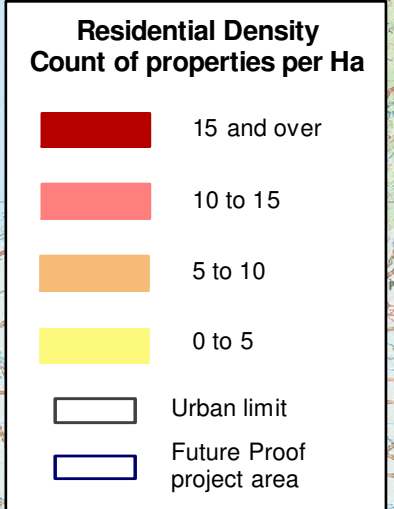 Residential Density
Count of properties per Ha
15 and over
10 to 15
5 to 10
0 to 5
Urban limit
Future Proof
project area